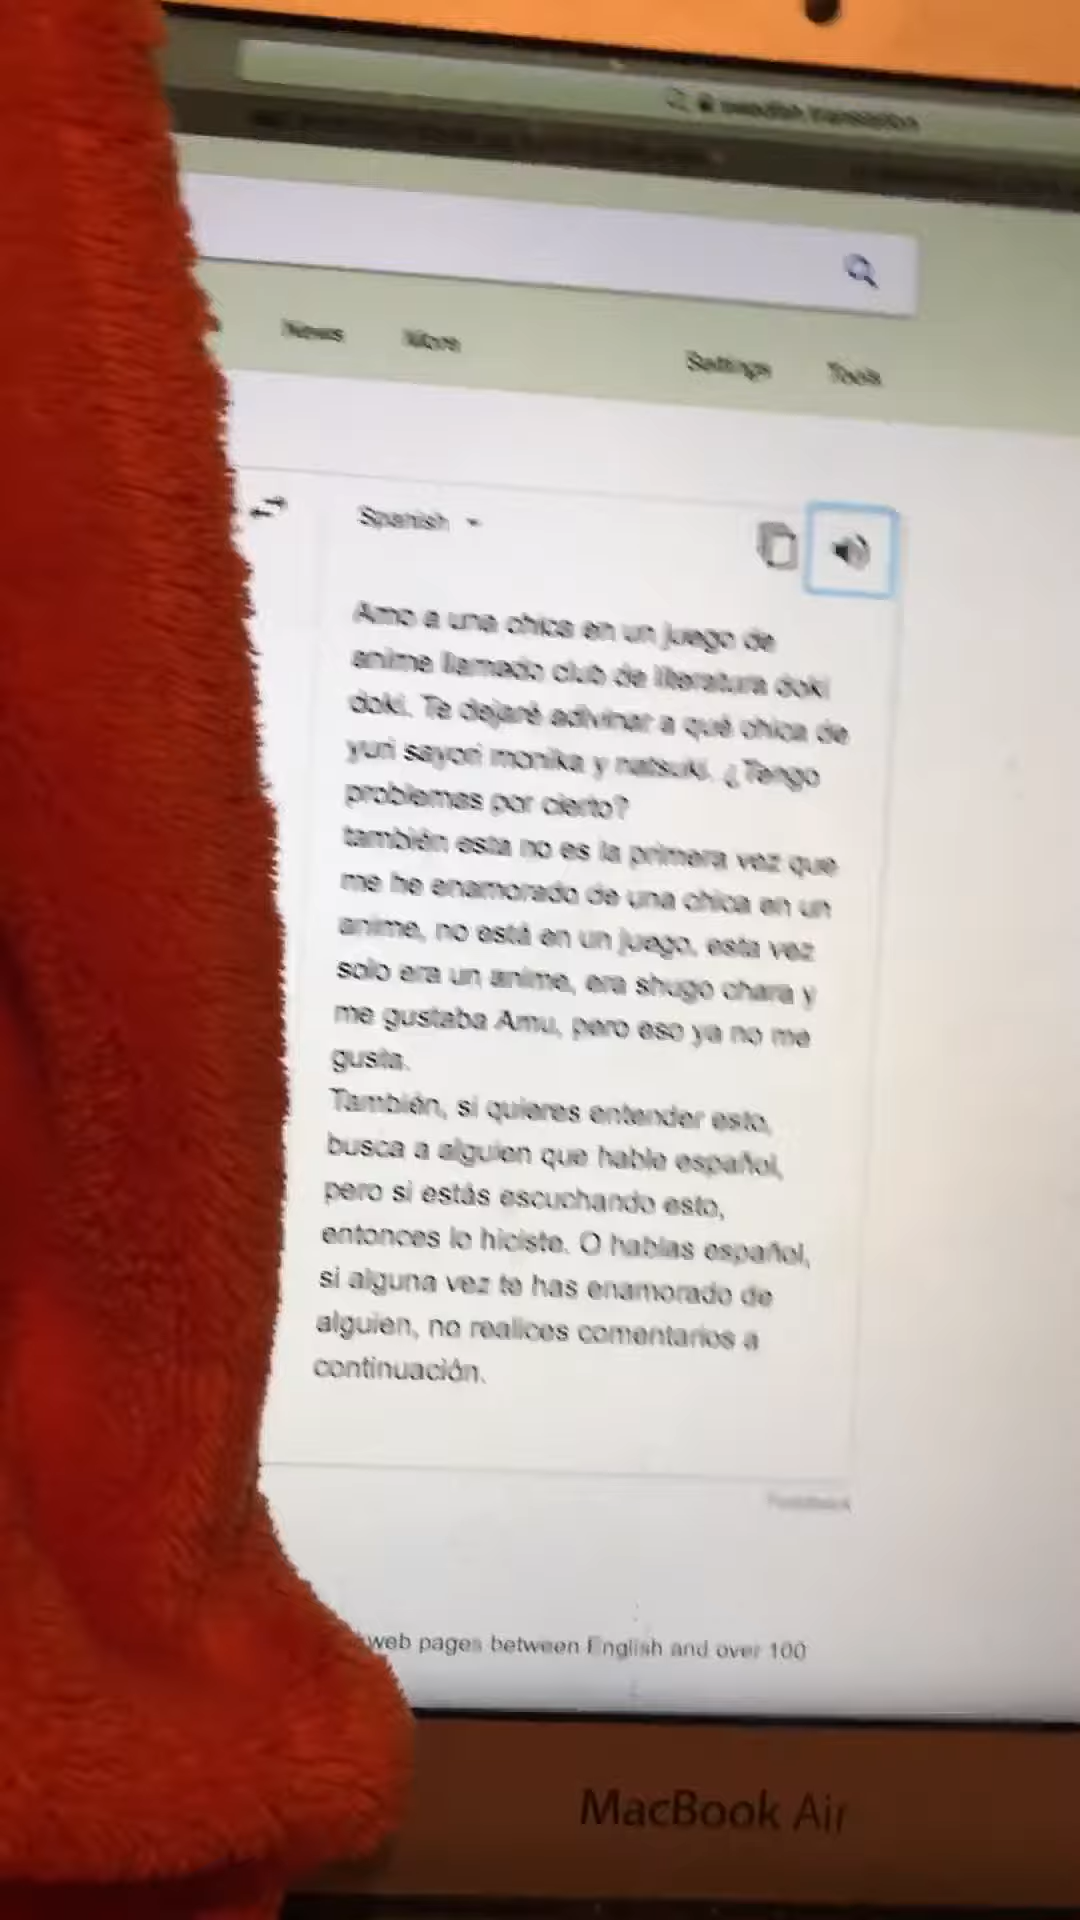 swedish translation
News More Settings Tools
Spanish
Amo a una chica en un juego de
anime llamado club de literatura doki
doki. Te dejaré adivinar a qué chica de
yuri sayori monika y natsuki. ¿Tengo
problemas por cierto?
también esta no es la primera vez que
me he enamorado de una chica en un
anime, no está en un juego, esta vez
solo era un anime, era shugo chara y
me gustaba Amu, pero eso ya no me
gusta.
También, si quieres entender esto,
busca a alguien que hable español,
pero si estás escuchando esto,
entonces lo hiciste. O hablas español,
si alguna vez te has enamorado de
alguien, no realices comentarios a
continuación.
Feedback
web pages between English and over 100
MacBook Air